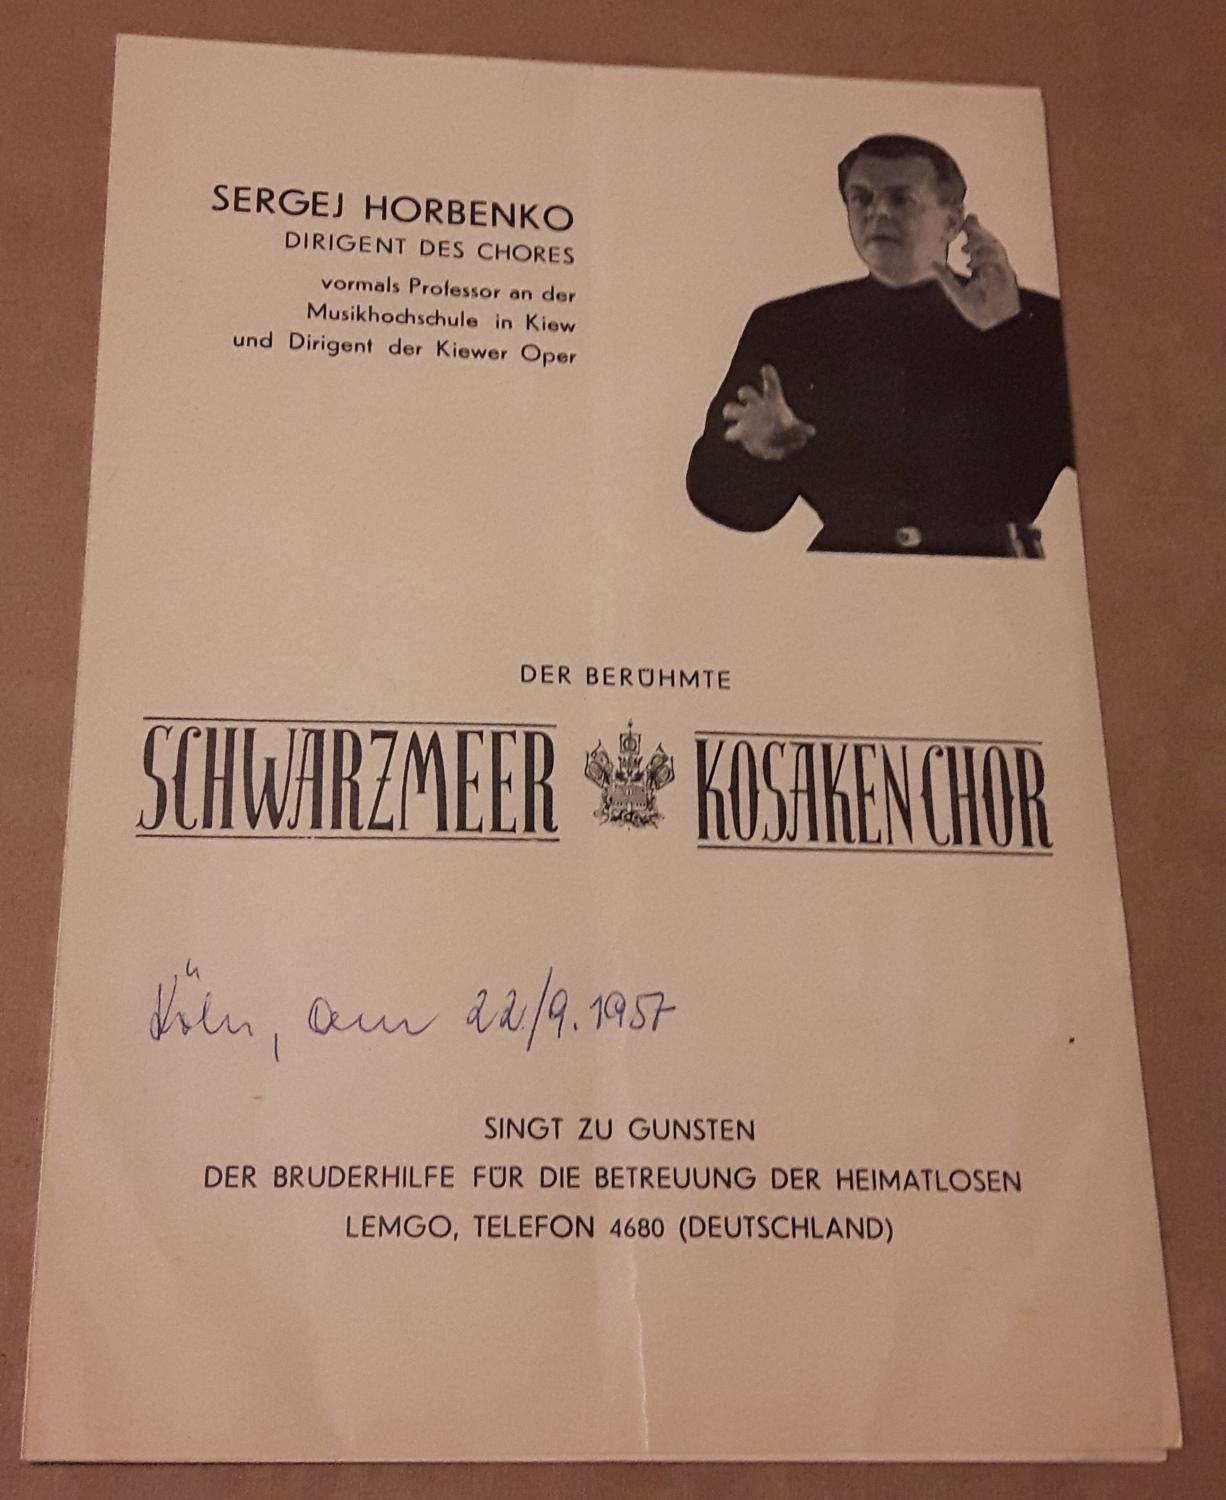 SERGEJ HORBENKO
DIRIGENT DES CHORES
vormals Professor an der
Musikhochschule in Kiew
und Dirigent der Kiewer Oper
DER BERÜHMTE
SCHWARZMEER KOSAKENCHOR
Köln, am 22/9.1957
SINGT ZU GUNSTEN
DER BRUDERHILFE FÜR DIE BETREUUNG DER HEIMATLOSEN
LEMGO, TELEFON 4680 (DEUTSCHLAND)